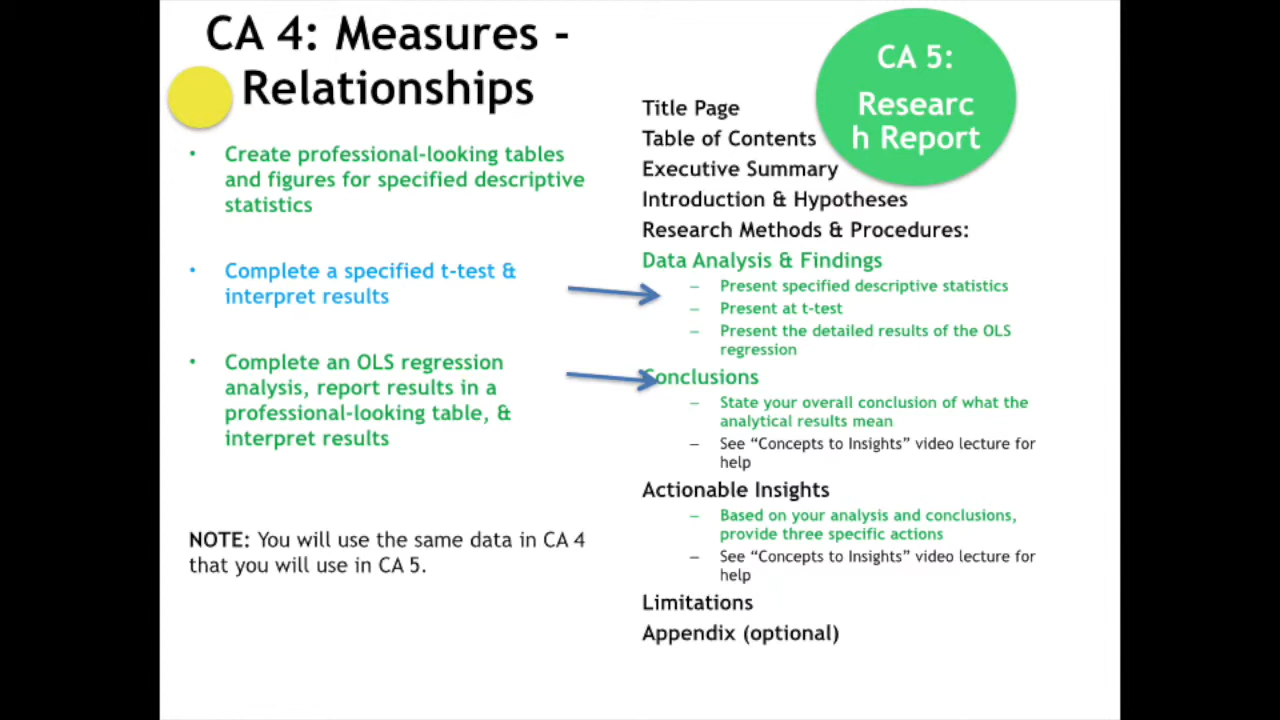 CA 4: Measures -
Relationships
• Create professional-looking tables
and figures for specified descriptive
statistics
• Complete a specified t-test &
interpret results
• Complete an OLS regression
analysis, report results in a
professional-looking table, &
interpret results
NOTE: You will use the same data in CA 4
that you will use in CA 5.
CA 5:
Researc
h Report
Title Page
Table of Contents
Executive Summary
Introduction & Hypotheses
Research Methods & Procedures:
Data Analysis & Findings
– Present specified descriptive statistics
– Present at t-test
– Present the detailed results of the OLS
regression
Conclusions
– State your overall conclusion of what the
analytical results mean
– See “Concepts to Insights” video lecture for
help
Actionable Insights
– Based on your analysis and conclusions,
provide three specific actions
– See “Concepts to Insights” video lecture for
help
Limitations
Appendix (optional)